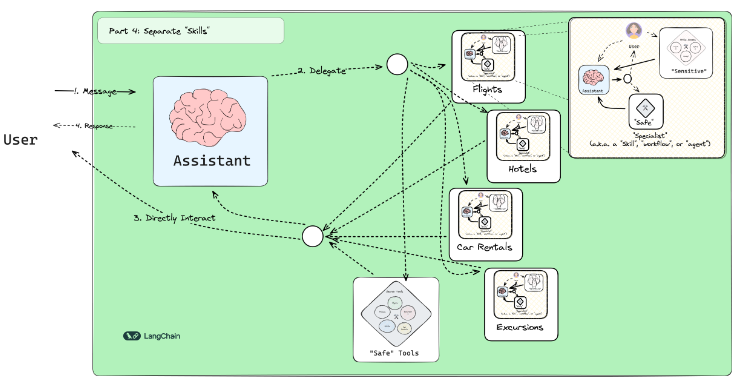 Part 4: Separate "Skills"
User
1. Message
4. Response
Assistant
2. Delegate
3. Directly Interact
Flights
Hotels
Car Rentals
Excursions
"Safe" Tools
User
Assistant
"Sensitive"
"Safe"
"Specialist"
(a.k.a. a "skill", "workflow", or "agent")
LangChain